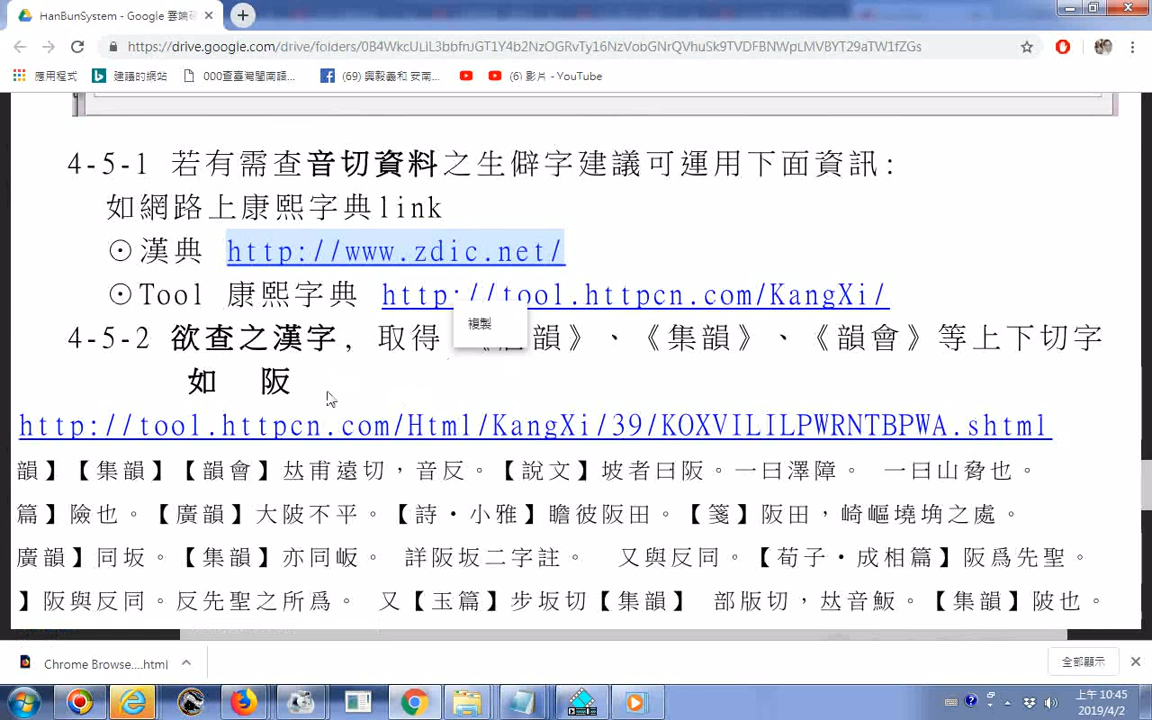 HanBunSystem - Google 雲端硬
https://drive.google.com/drive/folders/0B4WkcULiL3bbfnJGT1Y4b2NzOGRvTy16NzVobGNrQVhuSk9TVDFBNWpLMVBYT29aTW1fZGs
應用程式 建議的網站 000查臺灣閩南語... (69) 興毅義和 安南... (6) 影片 - YouTube
4-5-1 若有需查音切資料之生僻字建議可運用下面資訊:
如網路上康熙字典link
⊙漢典 http://www.zdic.net/
⊙Tool 康熙字典 http://tool.httpcn.com/KangXi/
複製
4-5-2 欲查之漢字, 取得 韻》、《集韻》、《韻會》等上下切字
如 阪
http://tool.httpcn.com/Html/KangXi/39/KOXVILILPWRNTBPWA.shtml
韻】【集韻】【韻會】𠀤甫遠切，音反。【說文】坡者曰阪。一曰澤障。 一曰山脅也。
篇】險也。【廣韻】大陂不平。【詩・小雅】瞻彼阪田。【箋】阪田，崎嶇墝埆之處。
廣韻】同坂。【集韻】亦同岅。 詳阪坂二字註。 又與反同。【荀子・成相篇】阪爲先聖。
】阪與反同。反先聖之所爲。 又【玉篇】步坂切【集韻】 部版切，𠀤音鈑。【集韻】陂也。
Chrome Browse....html
全部顯示
上午 10:45
2019/4/2